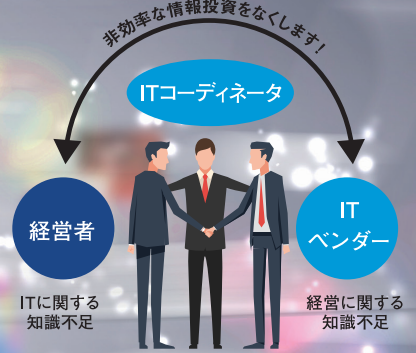 非効率な情報投資をなくします!
ITコーディネータ
経営者
IT
ベンダー
ITに関する
知識不足
経営に関する
知識不足